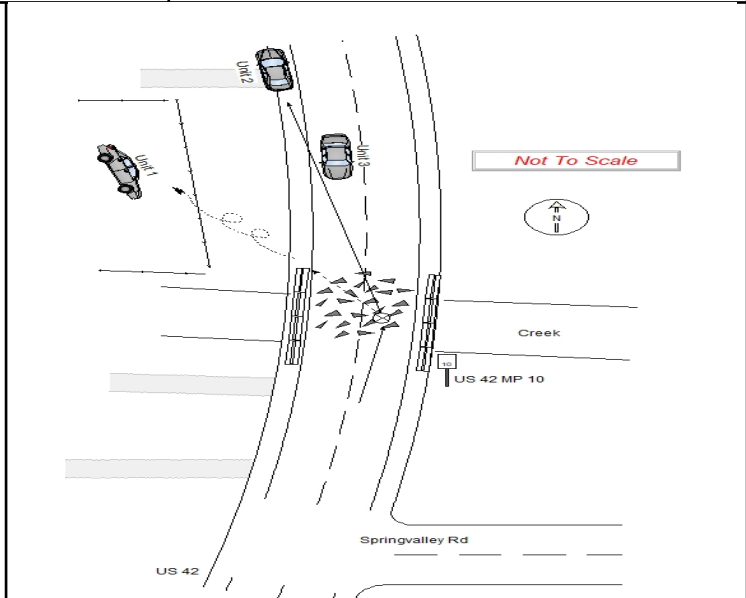 Unit 2
Unit 3
Unit 1
Not To Scale
N
Creek
10
US 42 MP 10
Springvalley Rd
US 42